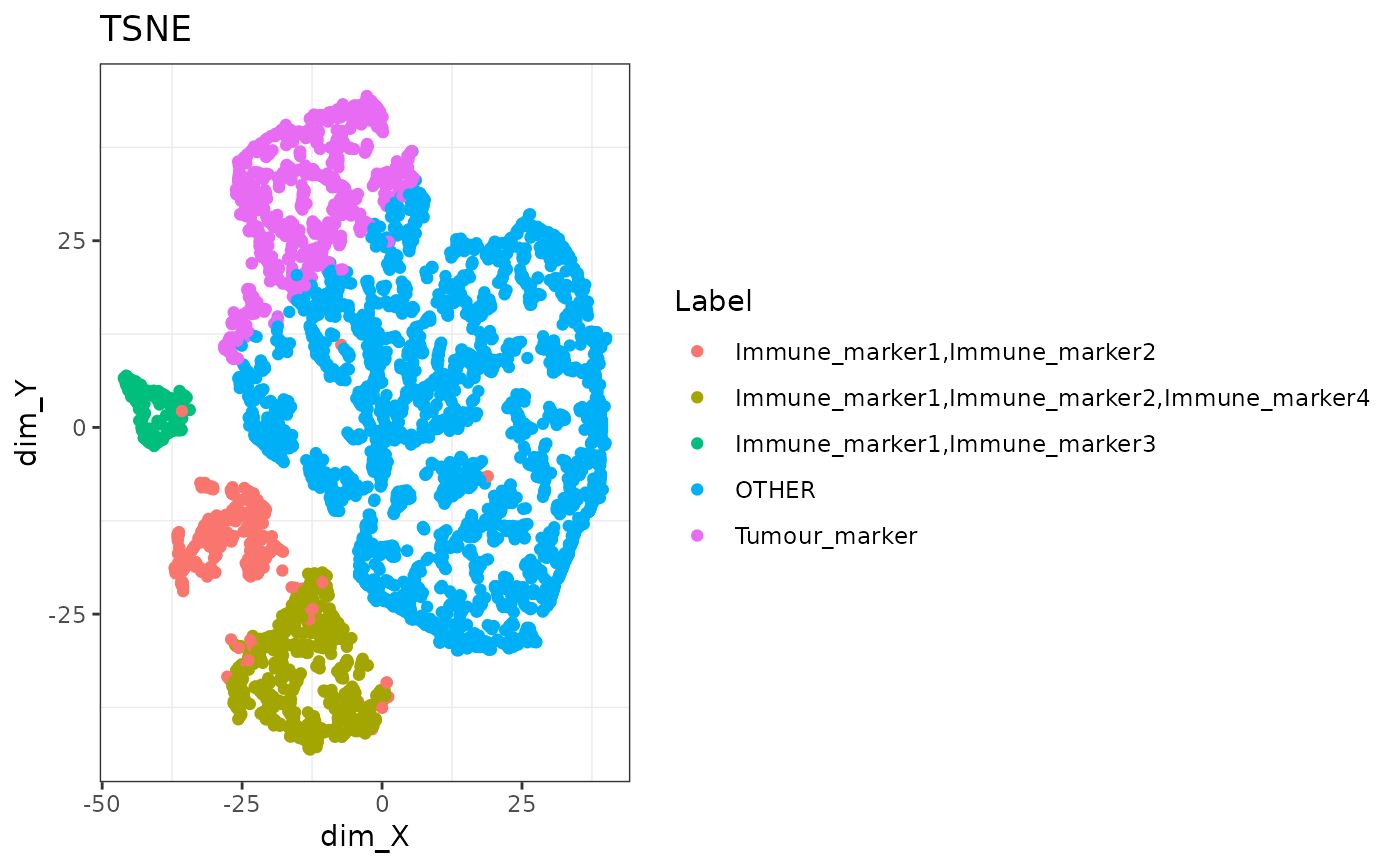 TSNE
25
0
-25
-50 -25 0 25
dim_X
dim_Y
Label
Immune_marker1,Immune_marker2
Immune_marker1,Immune_marker2,Immune_marker4
Immune_marker1,Immune_marker3
OTHER
Tumour_marker